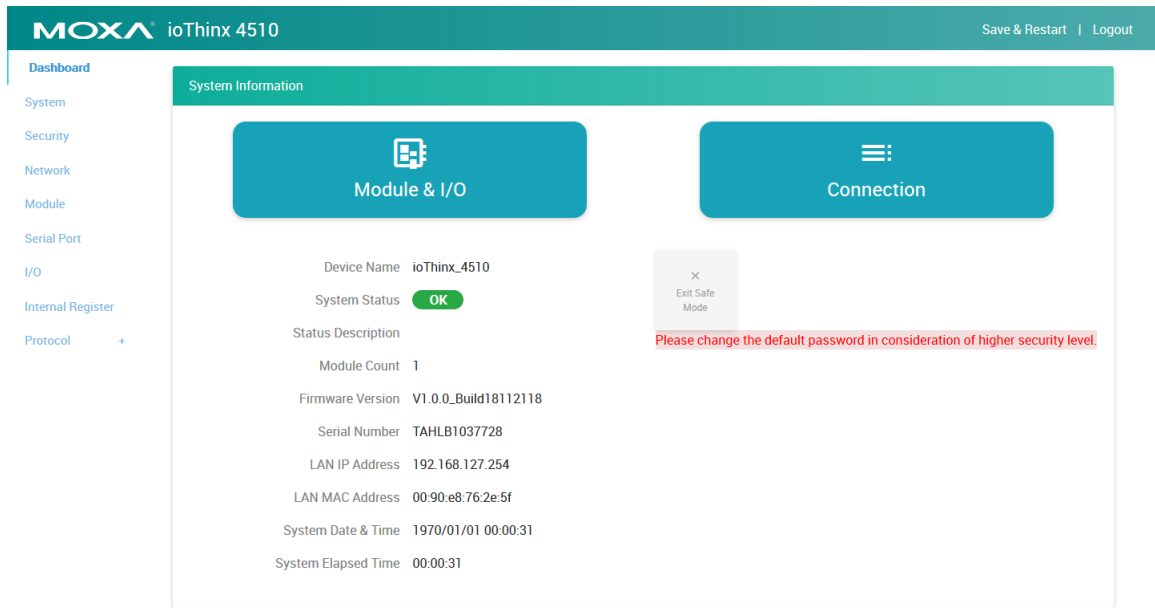 MOXA® ioThinx 4510
Save & Restart | Logout
Dashboard
System
Security
Network
Module
Serial Port
I/O
Internal Register
Protocol +
System Information
Module & I/O
Connection
Device Name ioThinx_4510
System Status OK
Status Description
Module Count 1
Firmware Version V1.0.0_Build18112118
Serial Number TAHLB1037728
LAN IP Address 192.168.127.254
LAN MAC Address 00:90:e8:76:2e:5f
System Date & Time 1970/01/01 00:00:31
System Elapsed Time 00:00:31
× 
Exit Safe
Mode
Please change the default password in consideration of higher security level.